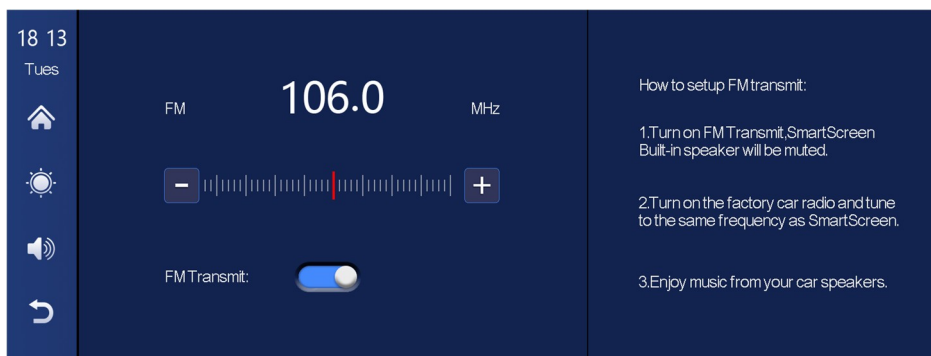 18 13
Tues
FM 106.0 MHz
- +
FM Transmit:
How to setup FM transmit:
1.Turn on FM Transmit,SmartScreen
Built-in speaker will be muted.
2.Turn on the factory car radio and tune
to the same frequency as SmartScreen.
3.Enjoy music from your car speakers.